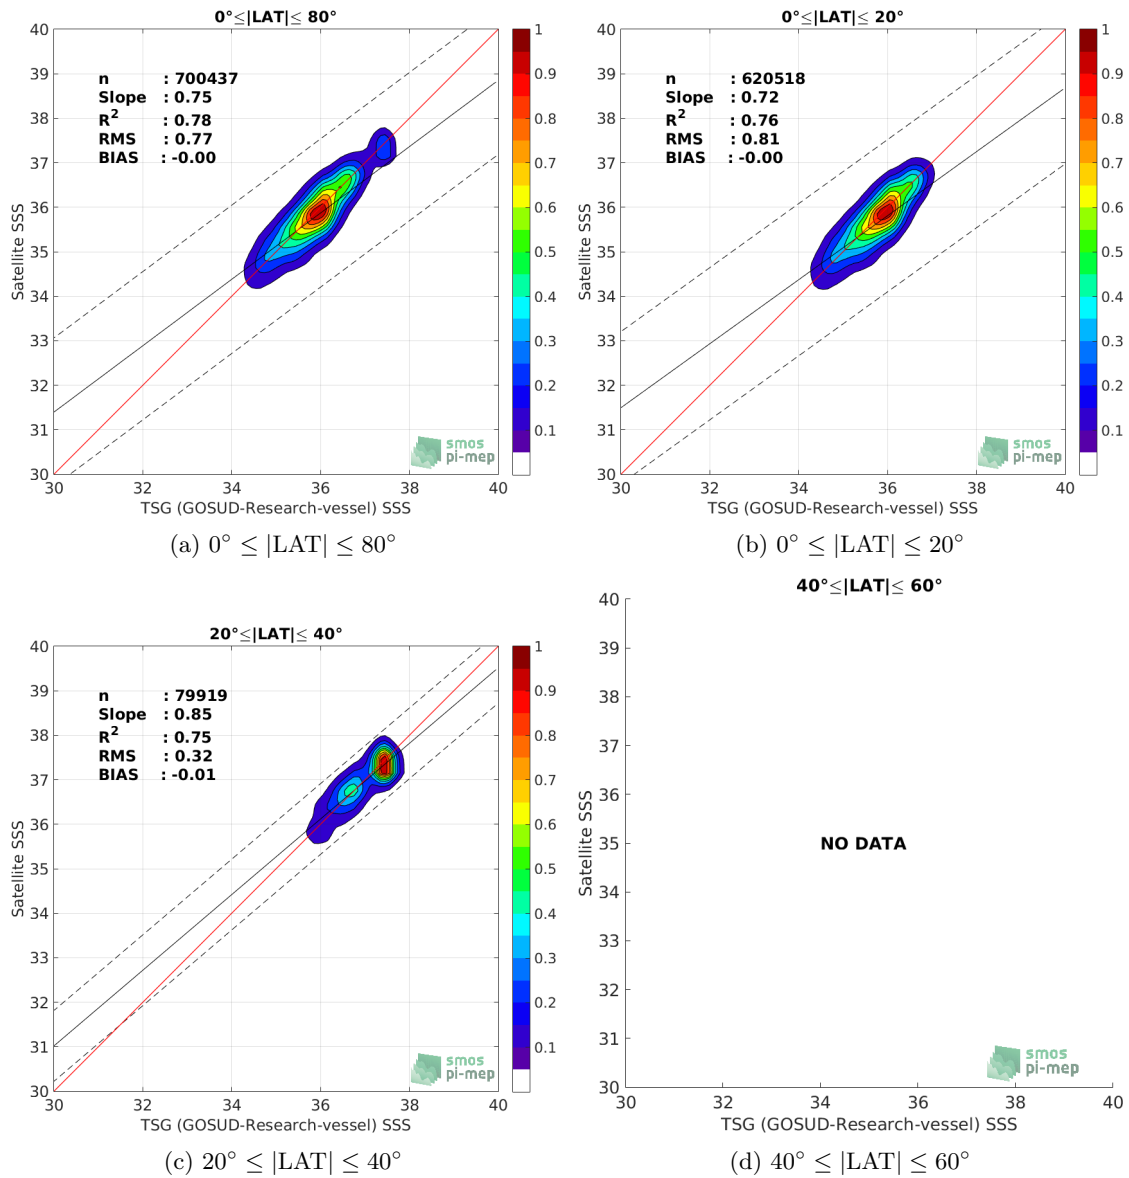 0°≤|LAT|≤ 80°
n : 700437
Slope : 0.75
R² : 0.78
RMS : 0.77
BIAS : -0.00
40
39
38
37
36
35
34
33
32
31
30
Satellite SSS
30 32 34 36 38 40
TSG (GOSUD-Research-vessel) SSS
1
0.9
0.8
0.7
0.6
0.5
0.4
0.3
0.2
0.1
smos
pi-mep
(a) 0° ≤ |LAT| ≤ 80°
0°≤|LAT|≤ 20°
n : 620518
Slope : 0.72
R² : 0.76
RMS : 0.81
BIAS : -0.00
40
39
38
37
36
35
34
33
32
31
30
Satellite SSS
30 32 34 36 38 40
TSG (GOSUD-Research-vessel) SSS
1
0.9
0.8
0.7
0.6
0.5
0.4
0.3
0.2
0.1
smos
pi-mep
(b) 0° ≤ |LAT| ≤ 20°
20°≤|LAT|≤ 40°
n : 79919
Slope : 0.85
R² : 0.75
RMS : 0.32
BIAS : -0.01
40
39
38
37
36
35
34
33
32
31
30
Satellite SSS
30 32 34 36 38 40
TSG (GOSUD-Research-vessel) SSS
1
0.9
0.8
0.7
0.6
0.5
0.4
0.3
0.2
0.1
smos
pi-mep
(c) 20° ≤ |LAT| ≤ 40°
40°≤|LAT|≤ 60°
40
39
38
37
36
35
34
33
32
31
30
Satellite SSS
NO DATA
30 32 34 36 38 40
TSG (GOSUD-Research-vessel) SSS
smos
pi-mep
(d) 40° ≤ |LAT| ≤ 60°